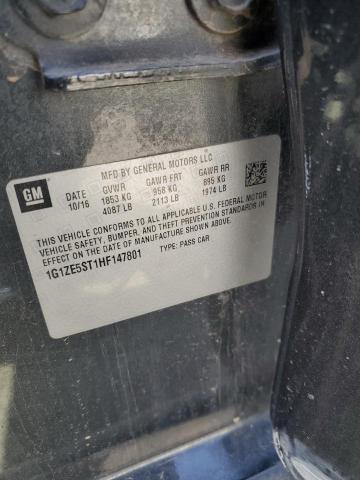 MFD BY GENERAL MOTORS LLC
GM DATE GVWR GAWR FRT GAWR RR
10/16 1853 KG 958 KG 895 KG
4087 LB 2113 LB 1974 LB
THIS VEHICLE CONFORMS TO ALL APPLICABLE U.S. FEDERAL MOTOR
VEHICLE SAFETY, BUMPER, AND THEFT PREVENTION STANDARDS IN
EFFECT ON THE DATE OF MANUFACTURE SHOWN ABOVE.
1G1ZE5ST1HF147801 TYPE: PASS CAR